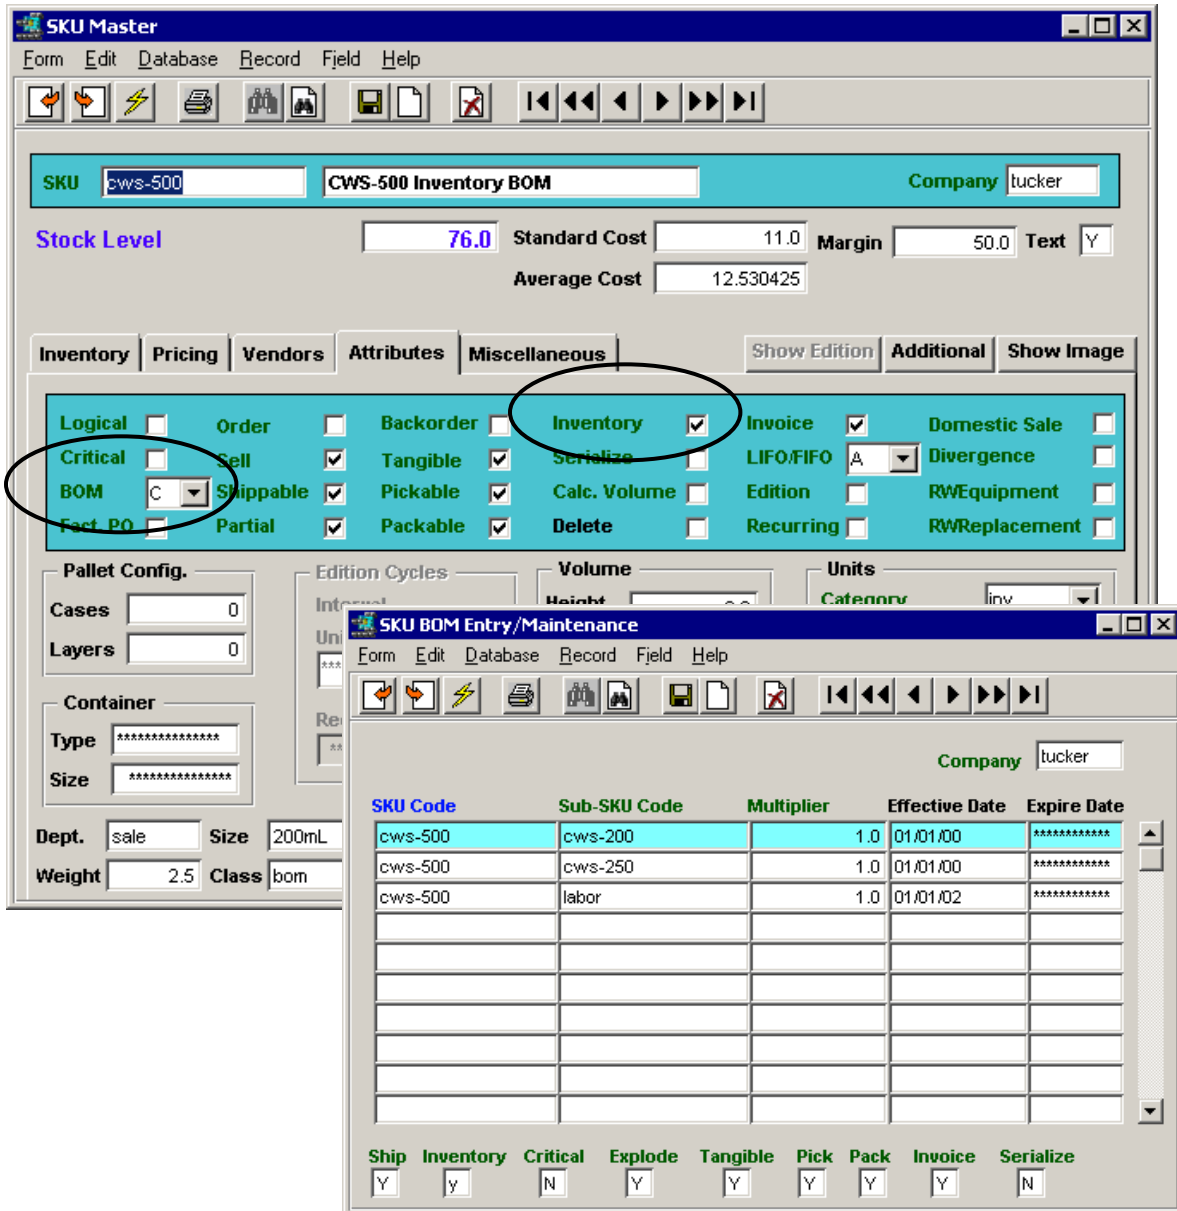 SKU Master
Form Edit Database Record Field Help
SKU cws-500 CWS-500 Inventory BOM Company tucker
Stock Level 76.0 Standard Cost 11.0 Margin 50.0 Text Y
Average Cost 12.530425
Inventory Pricing Vendors Attributes Miscellaneous Show Edition Additional Show Image
Logical Order Backorder Inventory Invoice Domestic Sale
Critical Sell Tangible Serialize LIFO/FIFO A Divergence
BOM C Shippable Pickable Calc. Volume Edition RWEquipment
Fact. PO Partial Packable Delete Recurring RWReplacement
Pallet Config. Edition Cycles Volume Units
Cases 0 Height Category inv
Layers 0
Container
Type ***************
Size ***************
Dept. sale Size 200mL
Weight 2.5 Class bom
SKU BOM Entry/Maintenance
Form Edit Database Record Field Help
Company tucker
SKU Code Sub-SKU Code Multiplier Effective Date Expire Date
cws-500 cws-200 1.0 01/01/00 ************
cws-500 cws-250 1.0 01/01/00 ************
cws-500 labor 1.0 01/01/02 ************
Ship Inventory Critical Explode Tangible Pick Pack Invoice Serialize
Y y N Y Y Y Y Y N